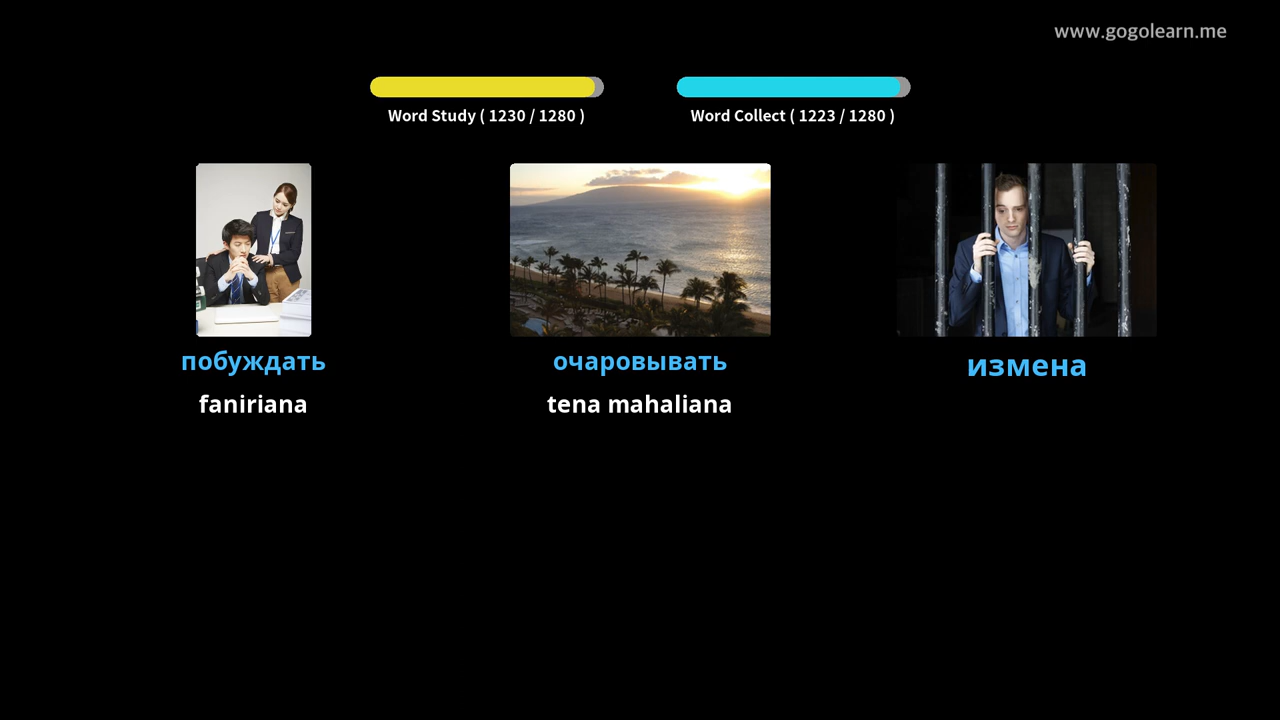 www.gogolearn.me
Word Study ( 1230 / 1280 )
Word Collect ( 1223 / 1280 )
побуждать
очаровывать
измена
faniriana
tena mahaliana